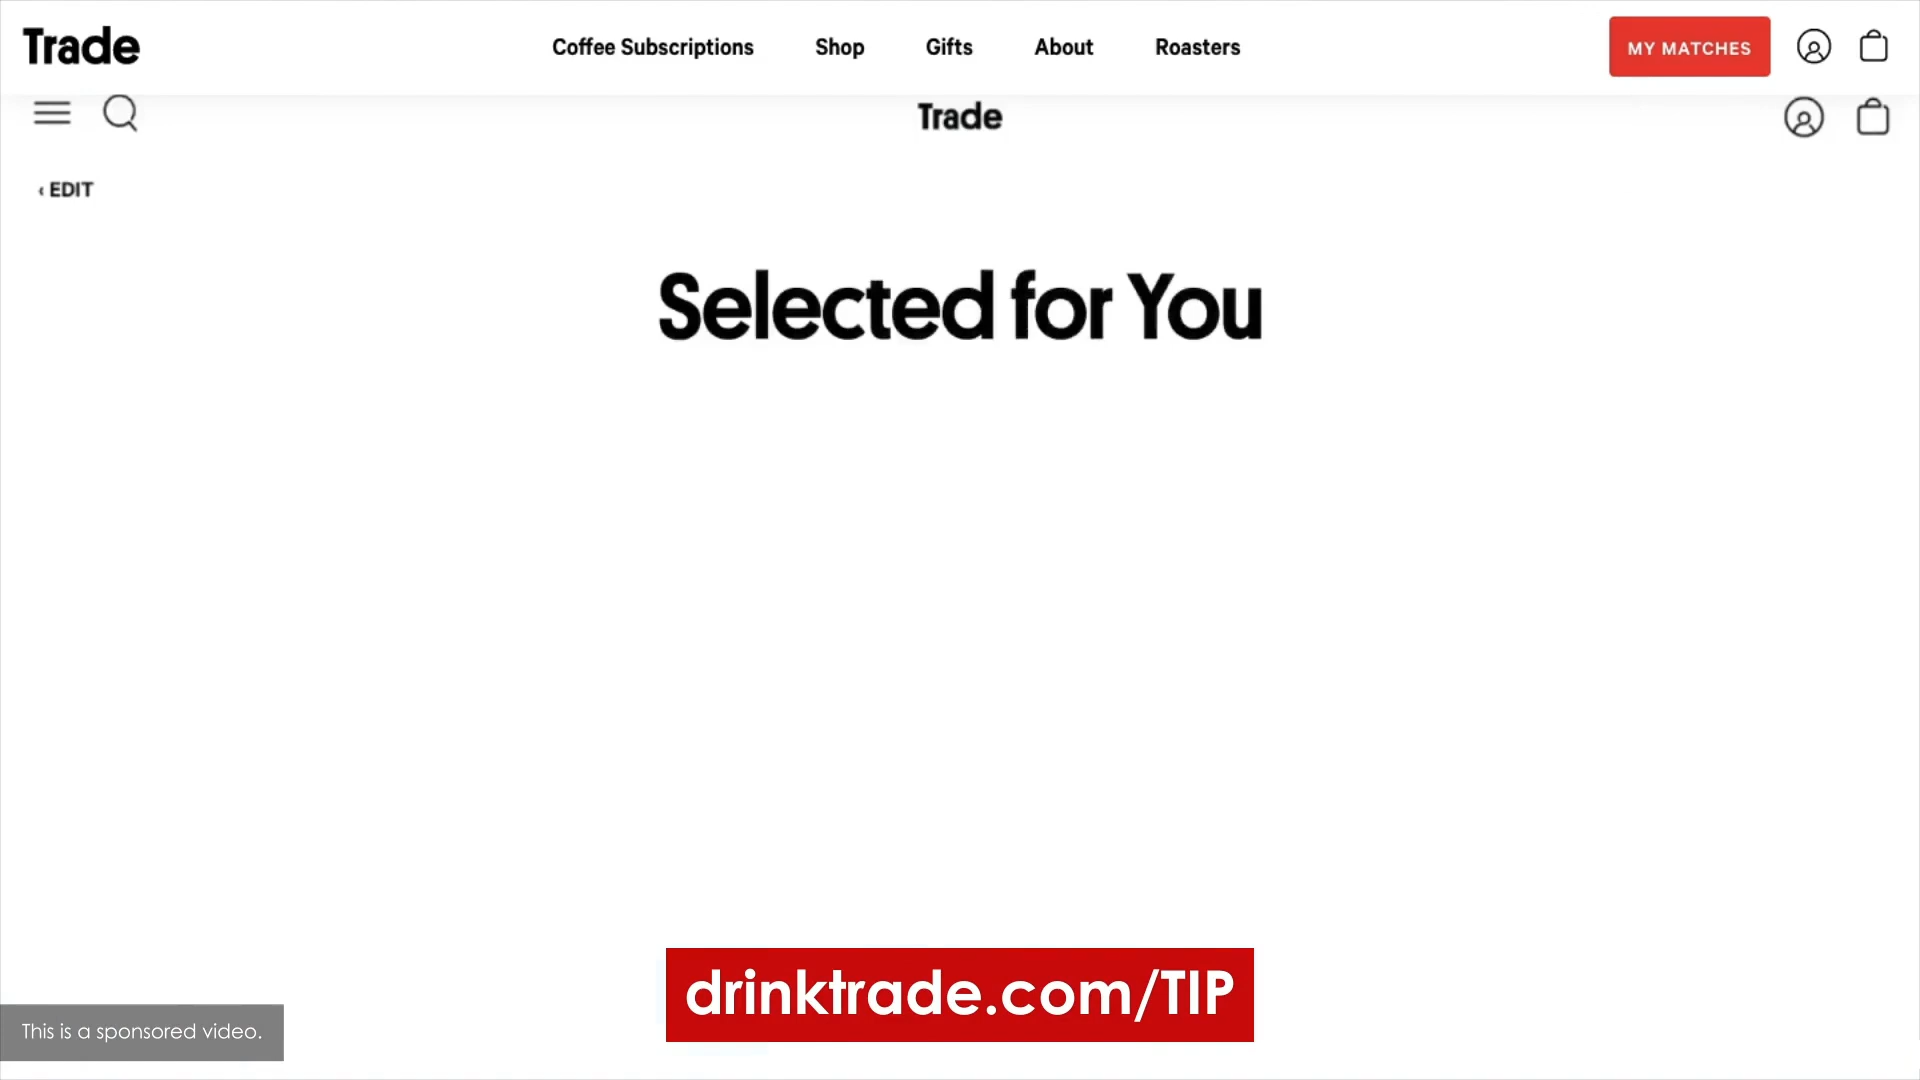 Trade
Coffee Subscriptions
Shop
Gifts
About
Roasters
MY MATCHES
Trade
‹ EDIT
Selected for You
drinktrade.com/TIP
This is a sponsored video.